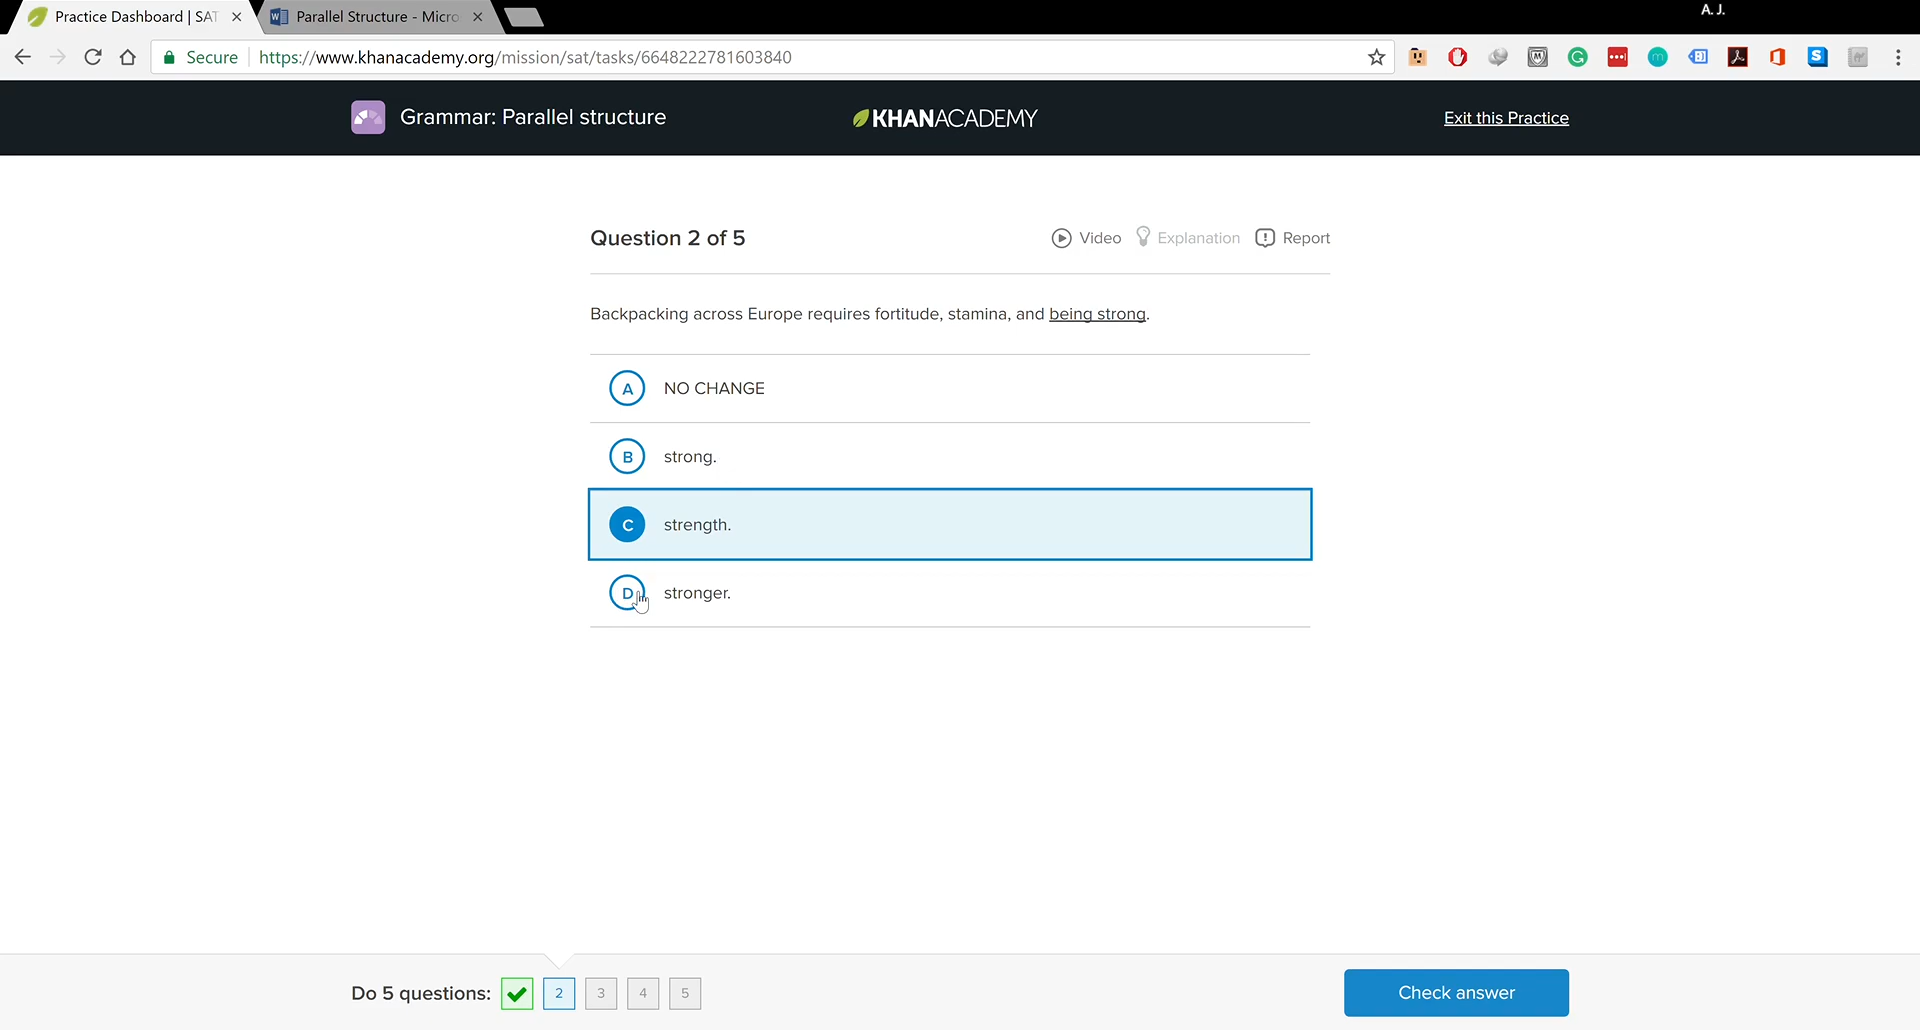 A. J.
Practice Dashboard | SAT
Parallel Structure - Micro
Secure https://www.khanacademy.org/mission/sat/tasks/6648222781603840
Grammar: Parallel structure
KHANACADEMY
Exit this Practice
Question 2 of 5
Video
Explanation
Report
Backpacking across Europe requires fortitude, stamina, and being strong.
A NO CHANGE
B strong.
C strength.
D stronger.
Do 5 questions: 2 3 4 5
Check answer